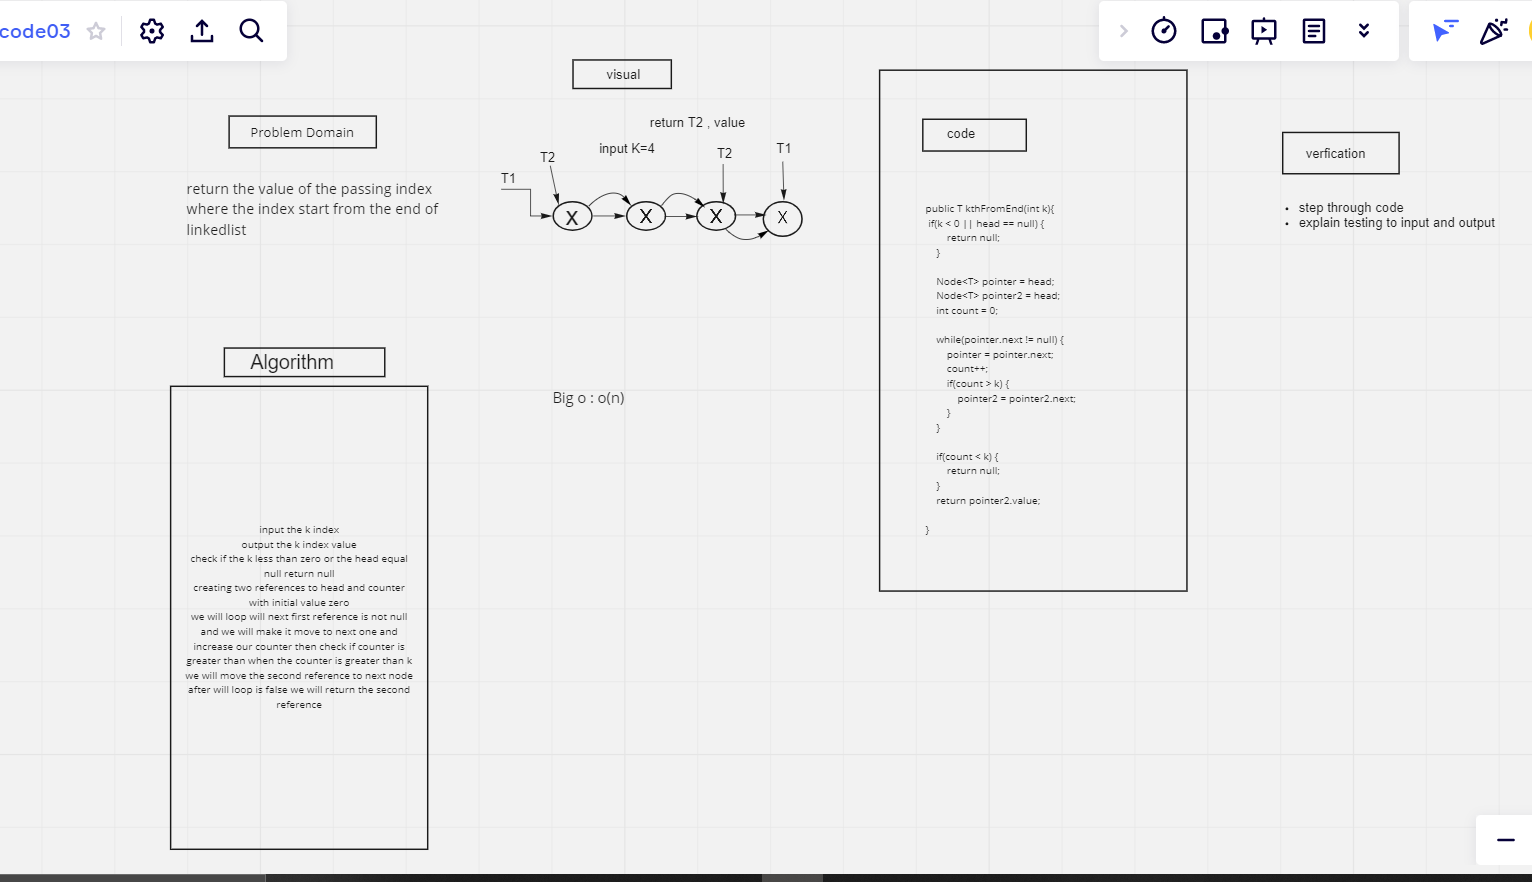 code03
visual
Problem Domain
return the value of the passing index
where the index start from the end of
linkedlist
return T2 , value
input K=4
T2
T1
T2
T1
X
X
X
X
code
public T kthFromEnd(int k){
if(k < 0 || head == null) {
return null;
}
Node<T> pointer = head;
Node<T> pointer2 = head;
int count = 0;
while(pointer.next != null) {
pointer = pointer.next;
count++;
if(count > k) {
pointer2 = pointer2.next;
}
}
if(count < k) {
return null;
}
return pointer2.value;
}
verfication
• step through code
• explain testing to input and output
Algorithm
input the k index
output the k index value
check if the k less than zero or the head equal
null return null
creating two references to head and counter
with initial value zero
we will loop will next first reference is not null
and we will make it move to next one and
increase our counter then check if counter is
greater than when the counter is greater than k
we will move the second reference to next node
after will loop is false we will return the second
reference
Big o : o(n)